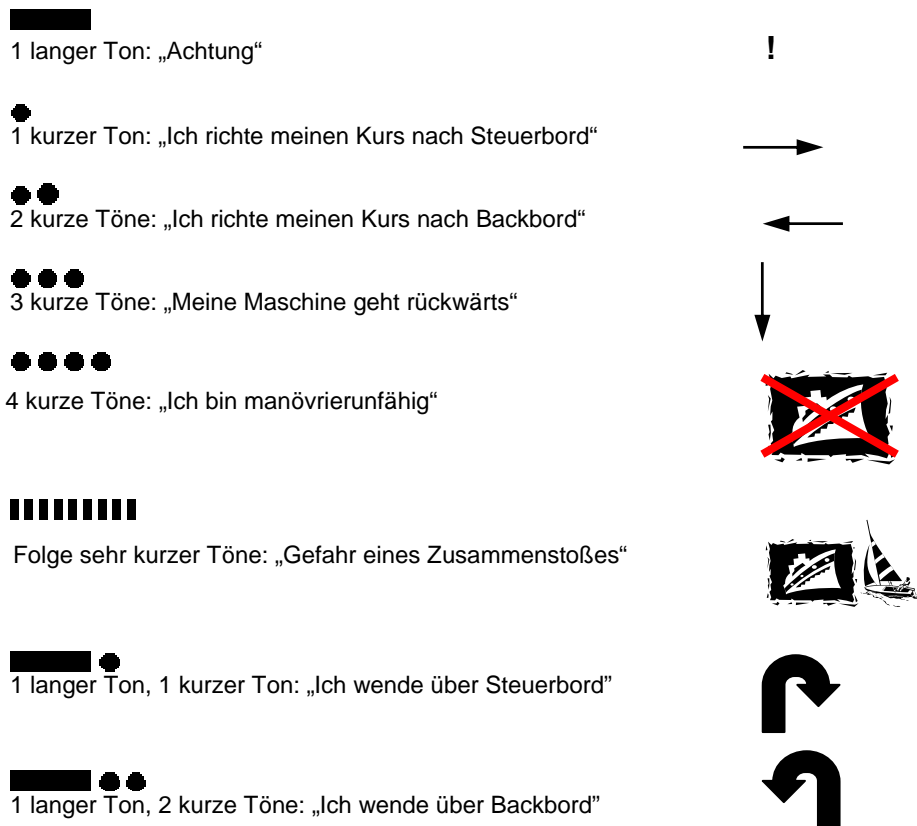 1 langer Ton: „Achtung“
!
1 kurzer Ton: „Ich richte meinen Kurs nach Steuerbord“
2 kurze Töne: „Ich richte meinen Kurs nach Backbord“
3 kurze Töne: „Meine Maschine geht rückwärts“
4 kurze Töne: „Ich bin manövrierunfähig“
Folge sehr kurzer Töne: „Gefahr eines Zusammenstoßes“
1 langer Ton, 1 kurzer Ton: „Ich wende über Steuerbord”
1 langer Ton, 2 kurze Töne: „Ich wende über Backbord”